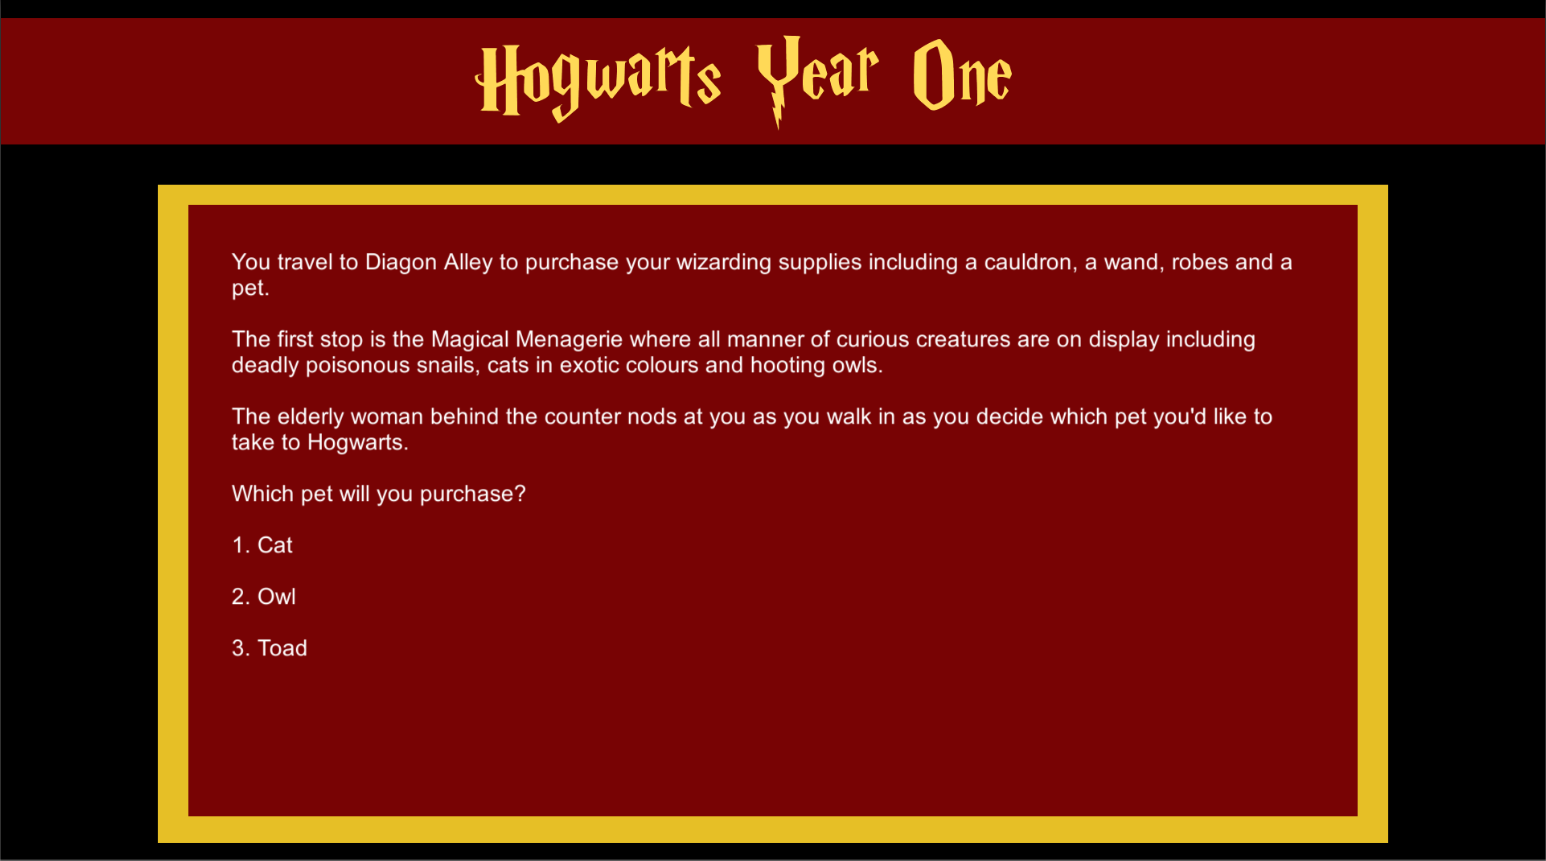 Hogwarts Year One
You travel to Diagon Alley to purchase your wizarding supplies including a cauldron, a wand, robes and a
pet.
The first stop is the Magical Menagerie where all manner of curious creatures are on display including
deadly poisonous snails, cats in exotic colours and hooting owls.
The elderly woman behind the counter nods at you as you walk in as you decide which pet you'd like to
take to Hogwarts.
Which pet will you purchase?
1. Cat
2. Owl
3. Toad